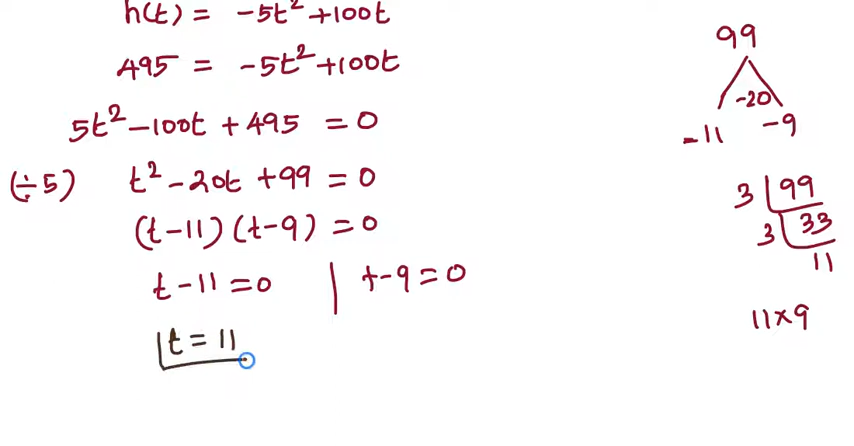 h(t) = -5t² + 100t
495 = -5t² + 100t
5t² - 100t + 495 = 0
(÷5) t² - 20t + 99 = 0
(t - 11) (t - 9) = 0
t - 11 = 0 | t - 9 = 0
t = 11
99
-20
-11 -9
3 | 99
3 | 33
11
11 × 9